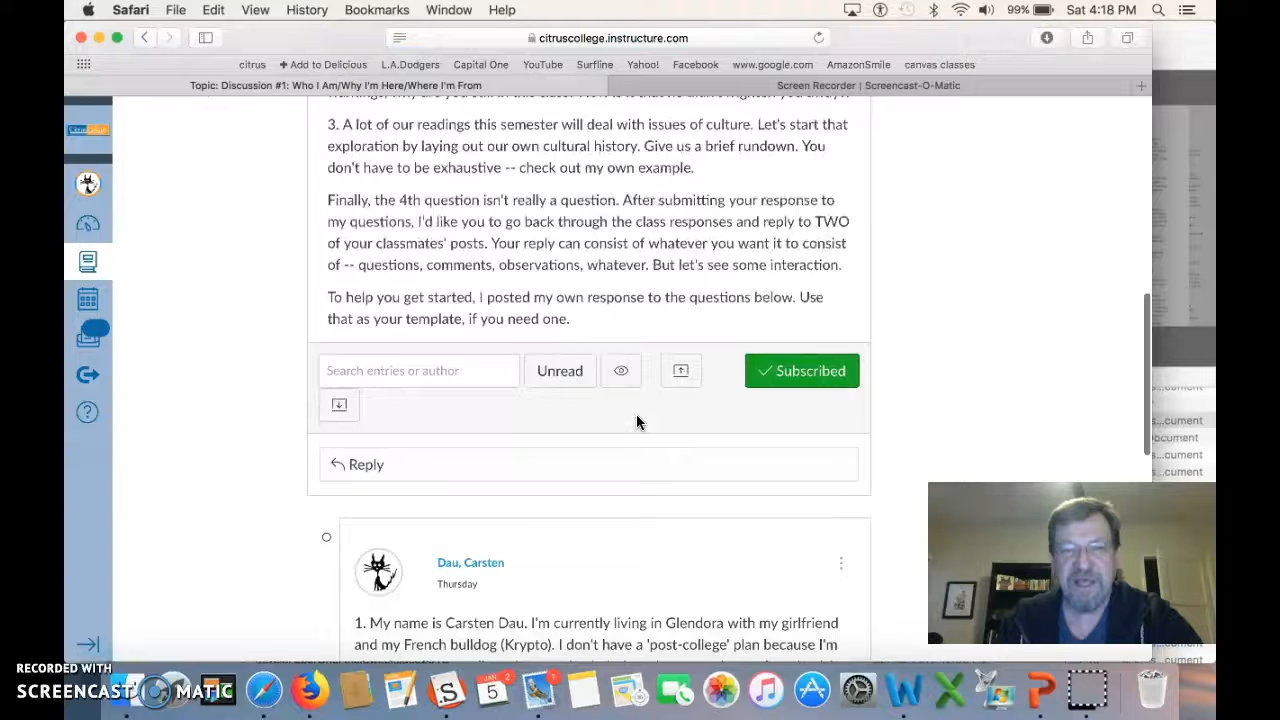 Safari File Edit View History Bookmarks Window Help 99% Sat 4:18 PM
citruscollege.instructure.com
citrus + Add to Delicious L.A.Dodgers Capital One YouTube Surfline Yahoo! Facebook www.google.com AmazonSmile canvas classes
Topic: Discussion #1: Who I Am/Why I'm Here/Where I'm From Screen Recorder | Screencast-O-Matic
3. A lot of our readings this semester will deal with issues of culture. Let's start that
exploration by laying out our own cultural history. Give us a brief rundown. You
don't have to be exhaustive -- check out my own example.
Finally, the 4th question isn't really a question. After submitting your response to
my questions, I'd like you to go back through the class responses and reply to TWO
of your classmates' posts. Your reply can consist of whatever you want it to consist
of -- questions, comments, observations, whatever. But let's see some interaction.
To help you get started, I posted my own response to the questions below. Use
that as your template, if you need one.
Search entries or author Unread Subscribed
Reply
Dau, Carsten
Thursday
1. My name is Carsten Dau. I'm currently living in Glendora with my girlfriend
and my French bulldog (Krypto). I don't have a 'post-college' plan because I'm
s...cument
ocument
s...cument
s...cument
RECORDED WITH
SCREENCAST MATIC
JAN
5
2
1